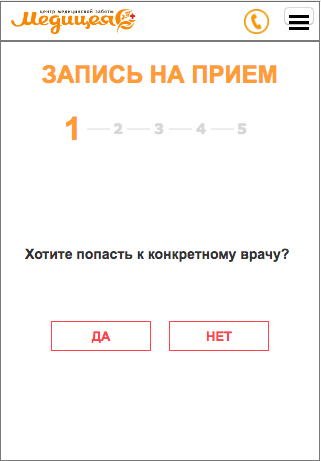 центр медицинской заботы
Медицея
ЗАПИСЬ НА ПРИЕМ
1 2 3 4 5
Хотите попасть к конкретному врачу?
ДА НЕТ